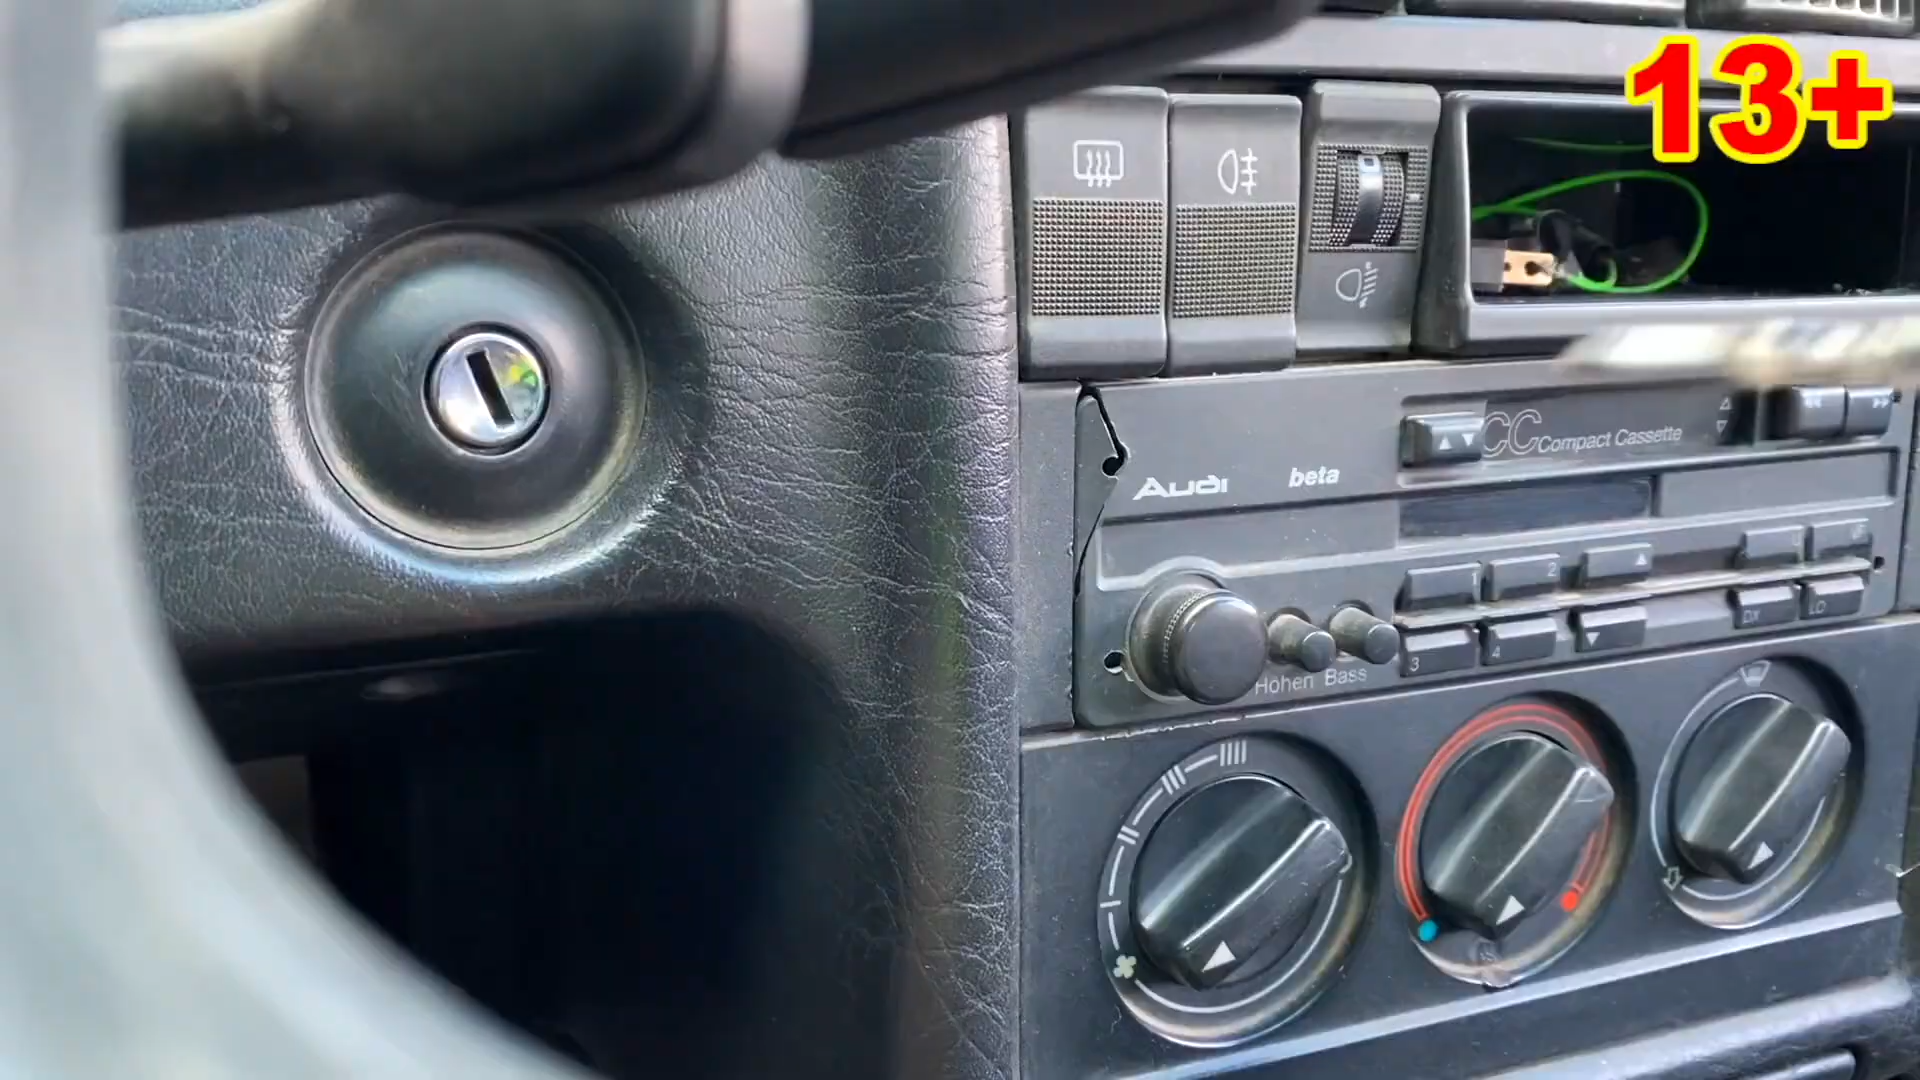 13+
CC Compact Cassette
Audi beta
1 2
3 4
DX LO
Höhen Bass